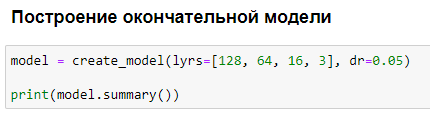 Построение окончательной модели
model = create_model(lyrs=[128, 64, 16, 3], dr=0.05)
print(model.summary())